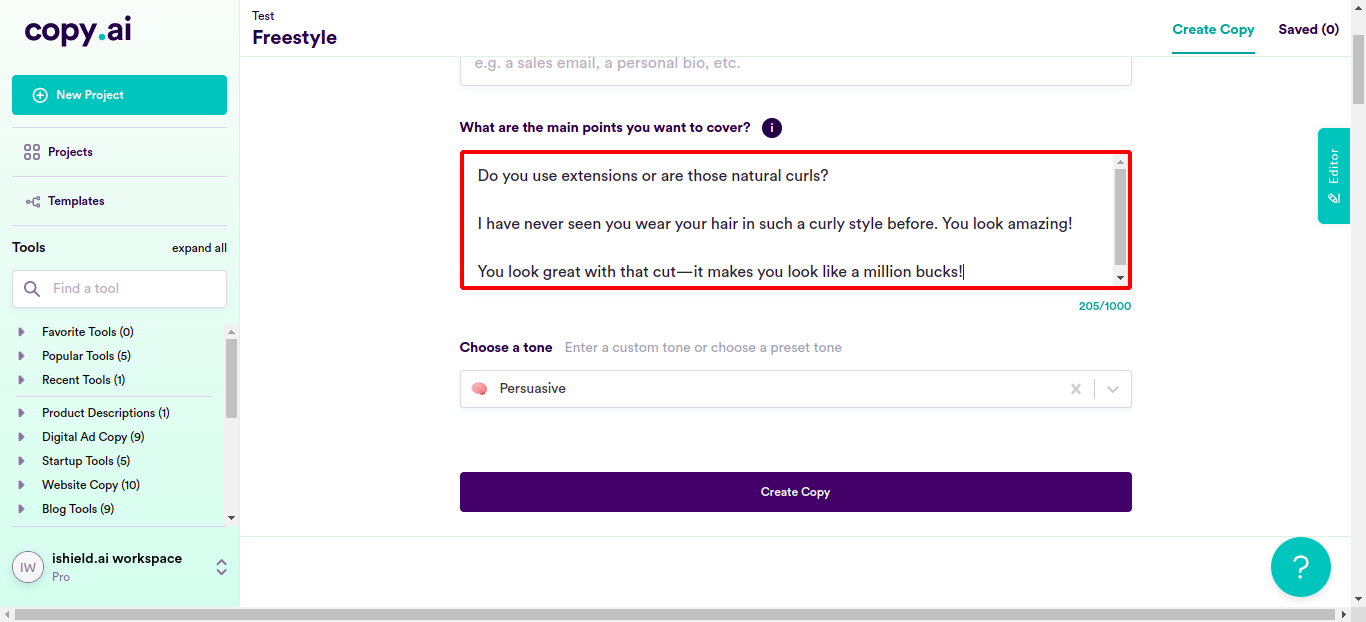 copy.ai
New Project
Projects
Templates
Tools
expand all
Find a tool
Favorite Tools (0)
Popular Tools (5)
Recent Tools (1)
Product Descriptions (1)
Digital Ad Copy (9)
Startup Tools (5)
Website Copy (10)
Blog Tools (9)
IW
ishield.ai workspace
Pro
Test
Freestyle
Create Copy
Saved (0)
e.g. a sales email, a personal bio, etc.
What are the main points you want to cover?
i
Do you use extensions or are those natural curls?
I have never seen you wear your hair in such a curly style before. You look amazing!
You look great with that cut—it makes you look like a million bucks!
205/1000
Choose a tone Enter a custom tone or choose a preset tone
Persuasive
Create Copy
Editor
?